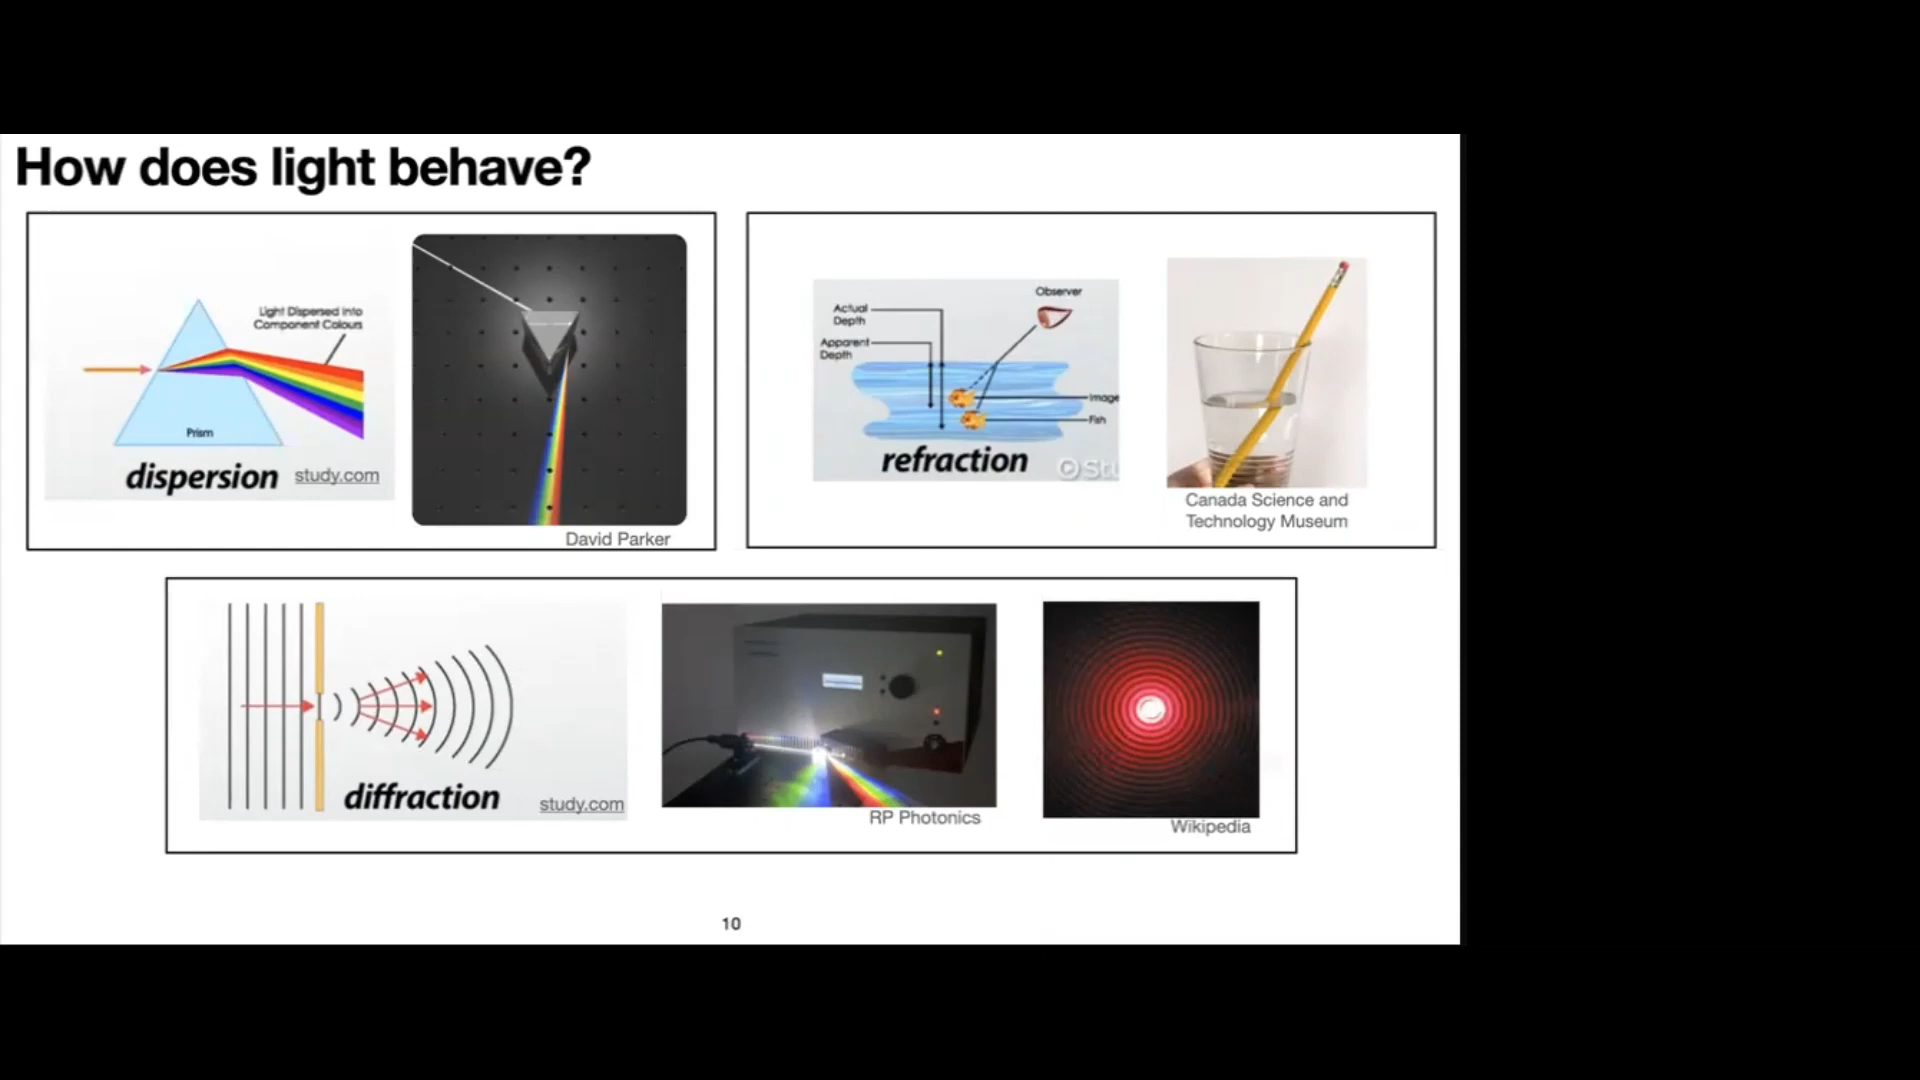 How does light behave?
Light Dispersed Into
Component Colours
Prism
dispersion
study.com
David Parker
Observer
Actual
Depth
Apparent
Depth
Image
Fish
refraction
Stu
Canada Science and
Technology Museum
diffraction
study.com
RP Photonics
Wikipedia
10